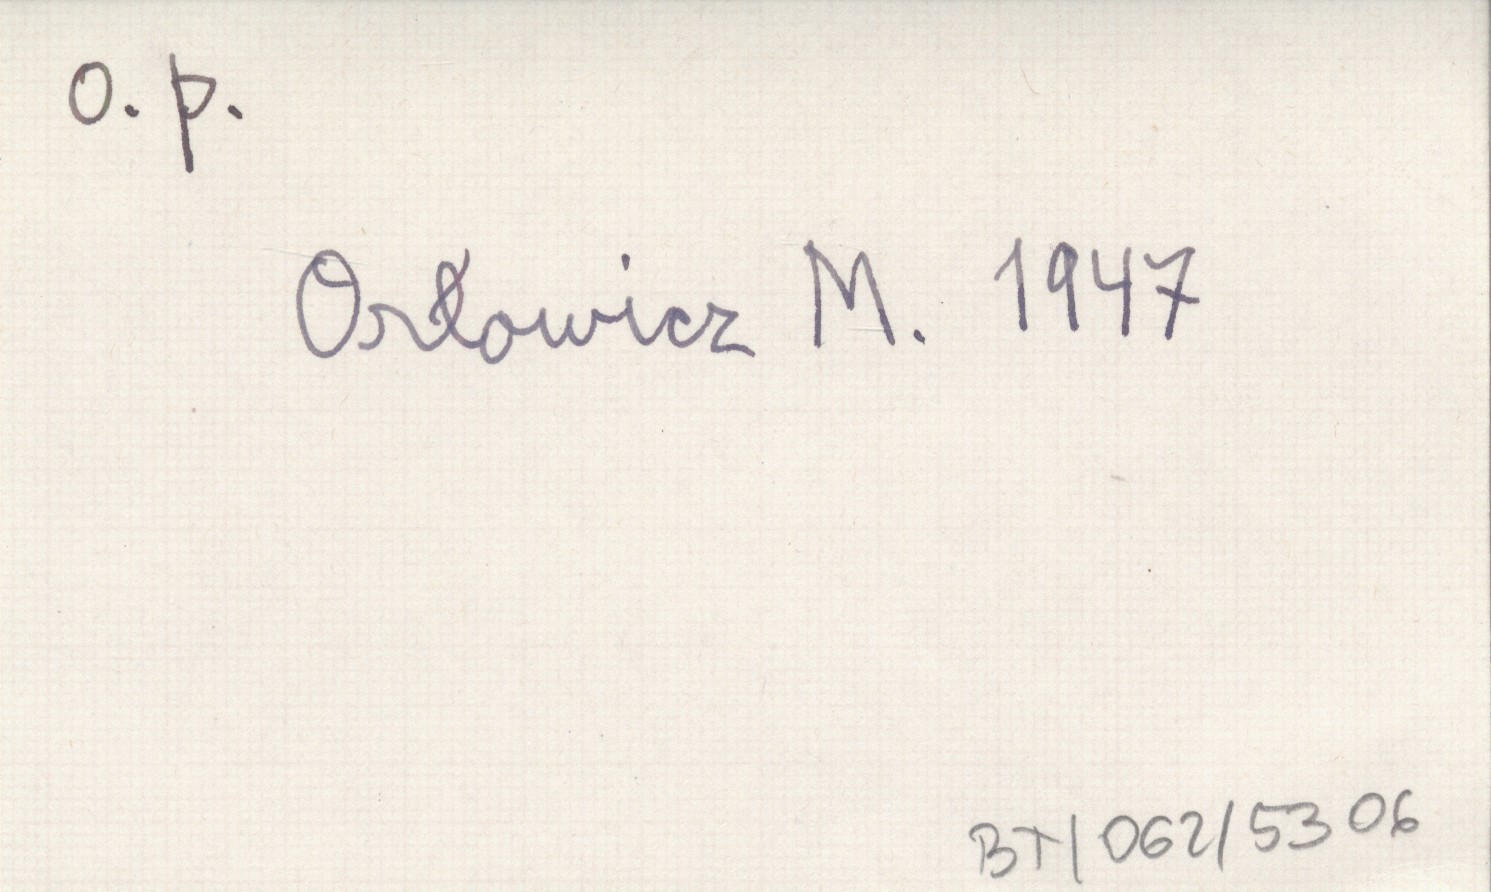 o. p.
Orłowicz M. 1947
BT/062/5306